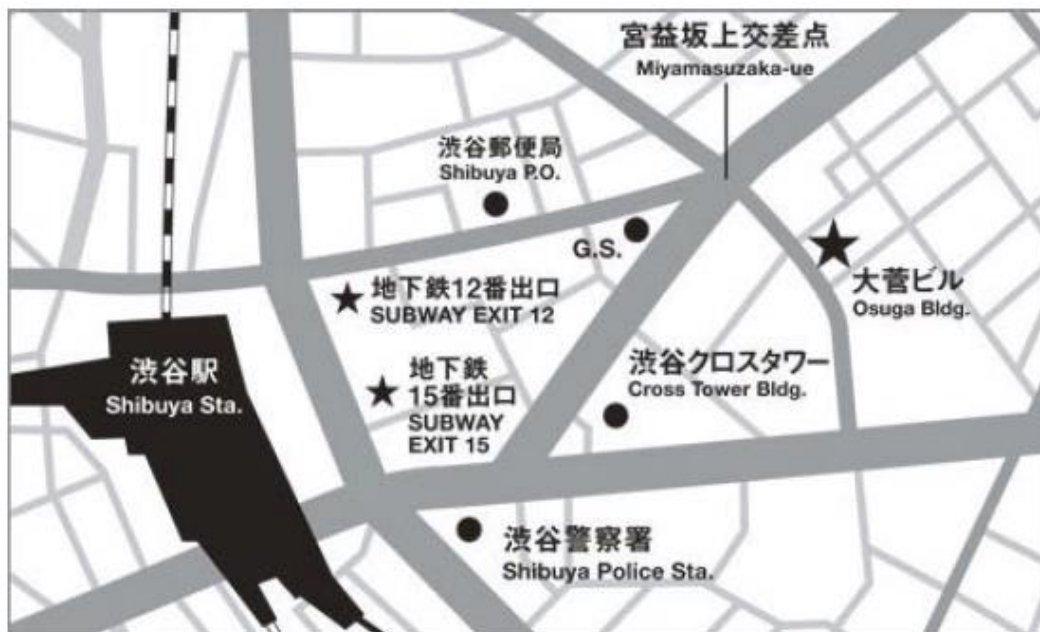 宮益坂上交差点
Miyamasuzaka-ue
渋谷郵便局
Shibuya P.O.
G.S.
地下鉄12番出口
SUBWAY EXIT 12
大菅ビル
Osuga Bldg.
渋谷駅
Shibuya Sta.
地下鉄
15番出口
SUBWAY
EXIT 15
渋谷クロスタワー
Cross Tower Bldg.
渋谷警察署
Shibuya Police Sta.